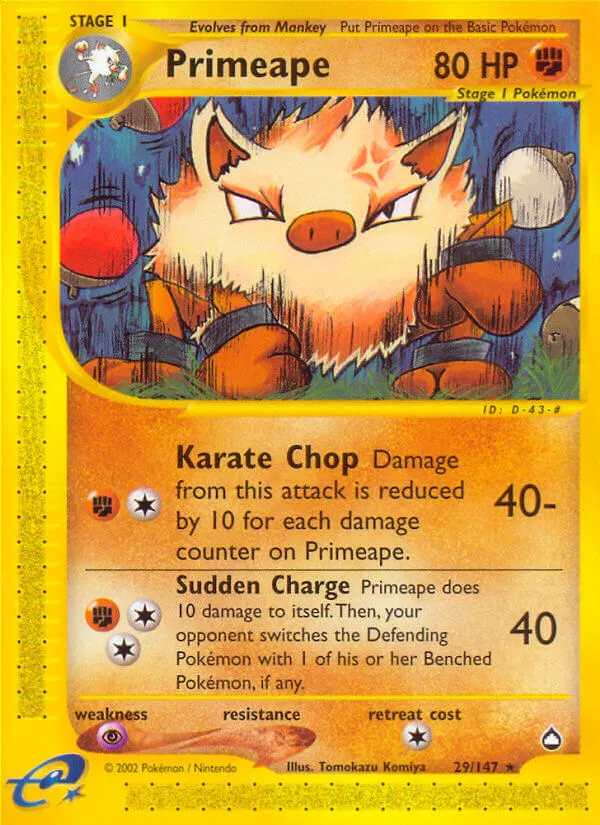 STAGE 1
Evolves from Mankey Put Primeape on the Basic Pokémon
Primeape 80 HP
Stage 1 Pokémon
ID: D-43-#
Karate Chop Damage
from this attack is reduced
by 10 for each damage
counter on Primeape.
40-
Sudden Charge Primeape does
10 damage to itself. Then, your
opponent switches the Defending
Pokémon with 1 of his or her Benched
Pokémon, if any.
40
weakness resistance retreat cost
© 2002 Pokémon / Nintendo Illus. Tomokazu Komiya 29/147 ★
e